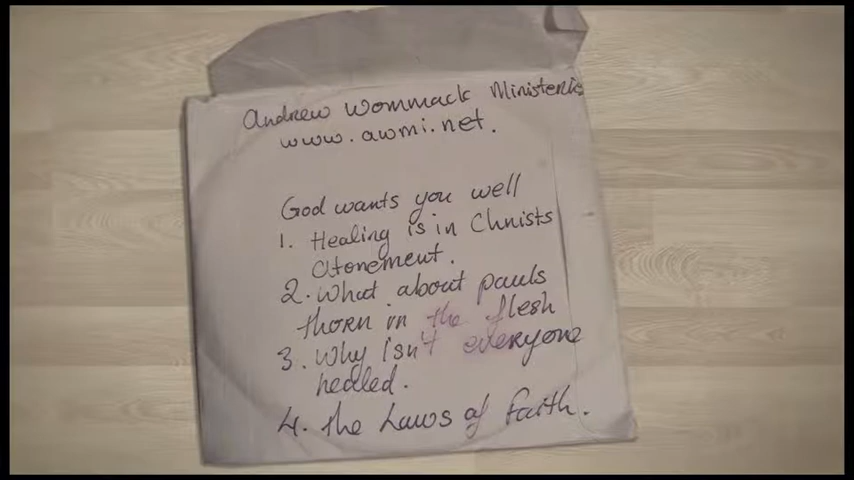 Andrew Wommack Ministeries
www.awmi.net.
God wants you well
1. Healing is in Christs
atonement.
2. What about pauls
thorn in the flesh
3. Why isn't everyone
healed.
4. the Laws of faith.